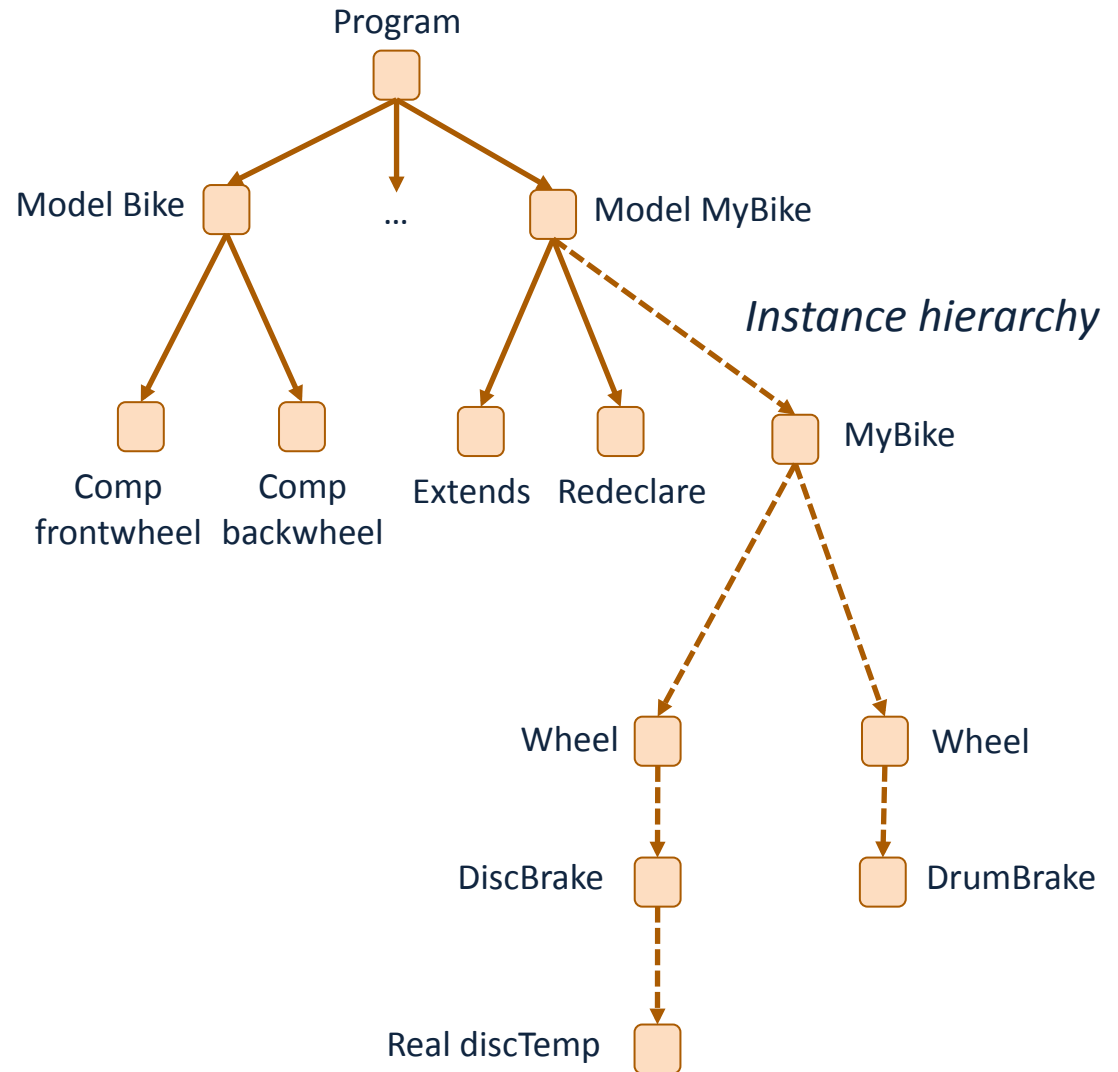 Program
Model Bike
...
Model MyBike
Instance hierarchy
MyBike
Comp
frontwheel
Comp
backwheel
Extends
Redeclare
Wheel
Wheel
DiscBrake
DrumBrake
Real discTemp